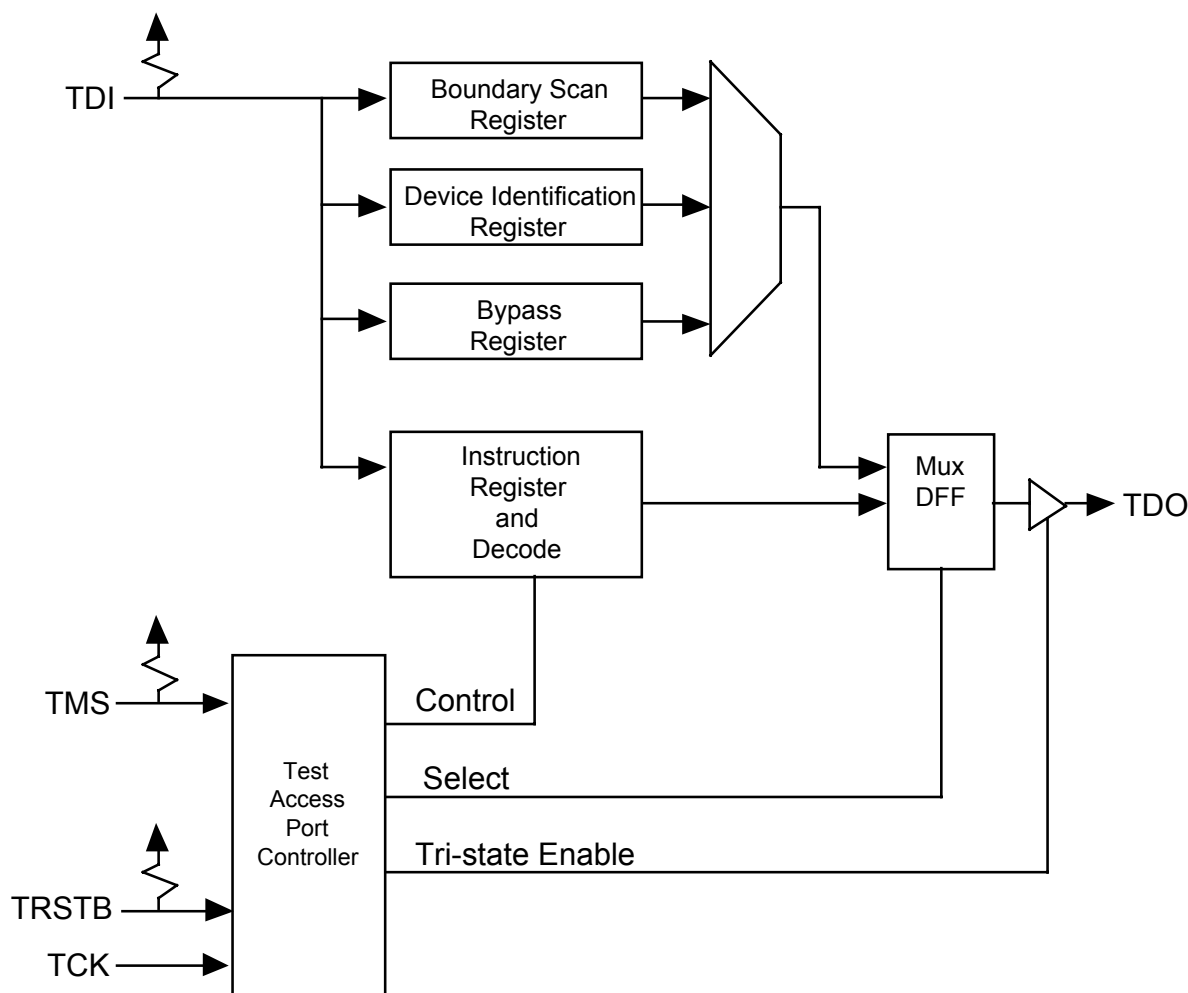 TDI
Boundary Scan
Register
Device Identification
Register
Bypass
Register
Instruction
Register
and
Decode
Mux
DFF
TDO
TMS
Control
Test
Access
Port
Controller
Select
Tri-state Enable
TRSTB
TCK